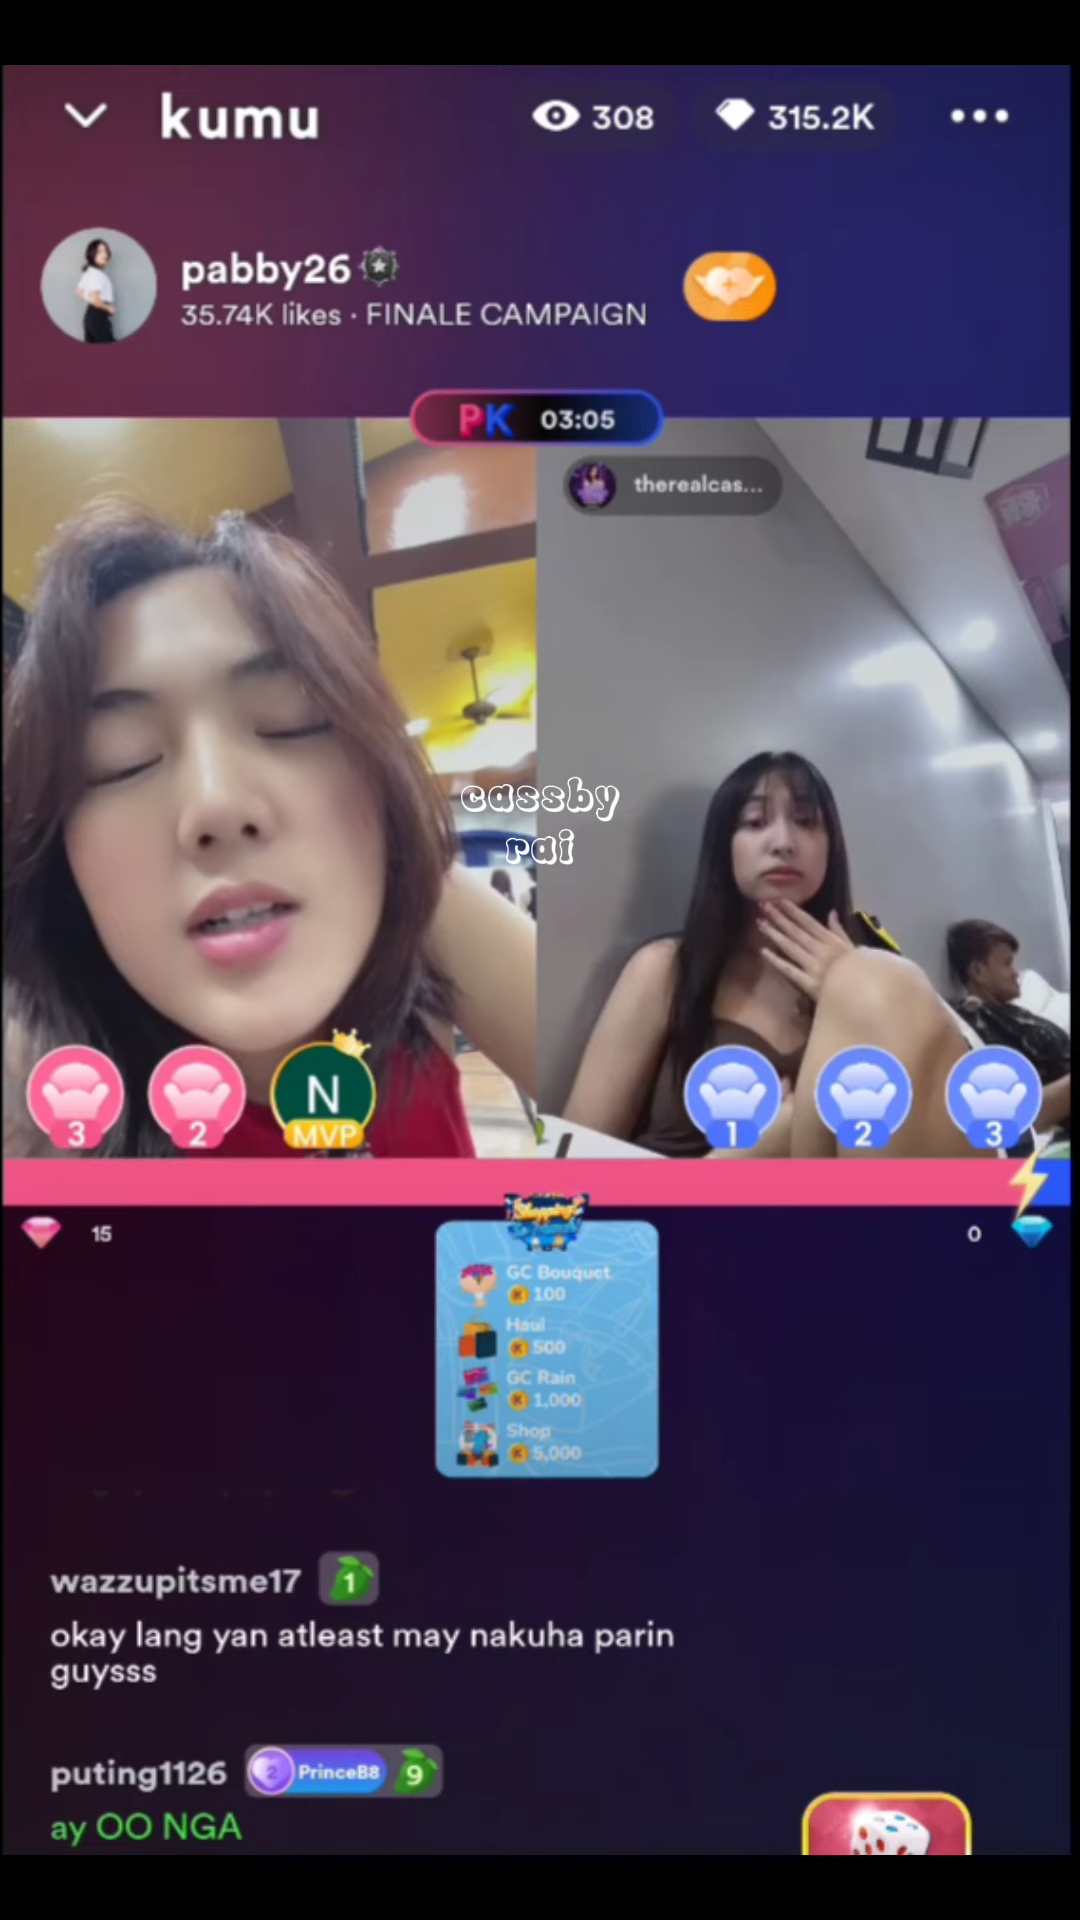 kumu
308
315.2K
pabby26
35.74K likes · FINALE CAMPAIGN
PK 03:05
therealcas...
cassby
rai
3
2
N
MVP
1
2
3
15
0
Shopping
GC Bouquet
100
Haul
500
GC Rain
1,000
Shop
5,000
wazzupitsme17 1
okay lang yan atleast may nakuha parin
guysss
puting1126 2 PrinceB8 9
ay OO NGA